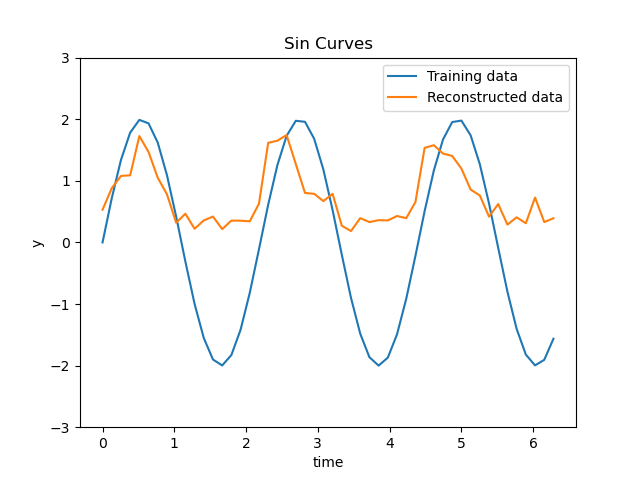 Sin Curves
Training data
Reconstructed data
3
2
1
0
−1
−2
−3
y
0 1 2 3 4 5 6
time